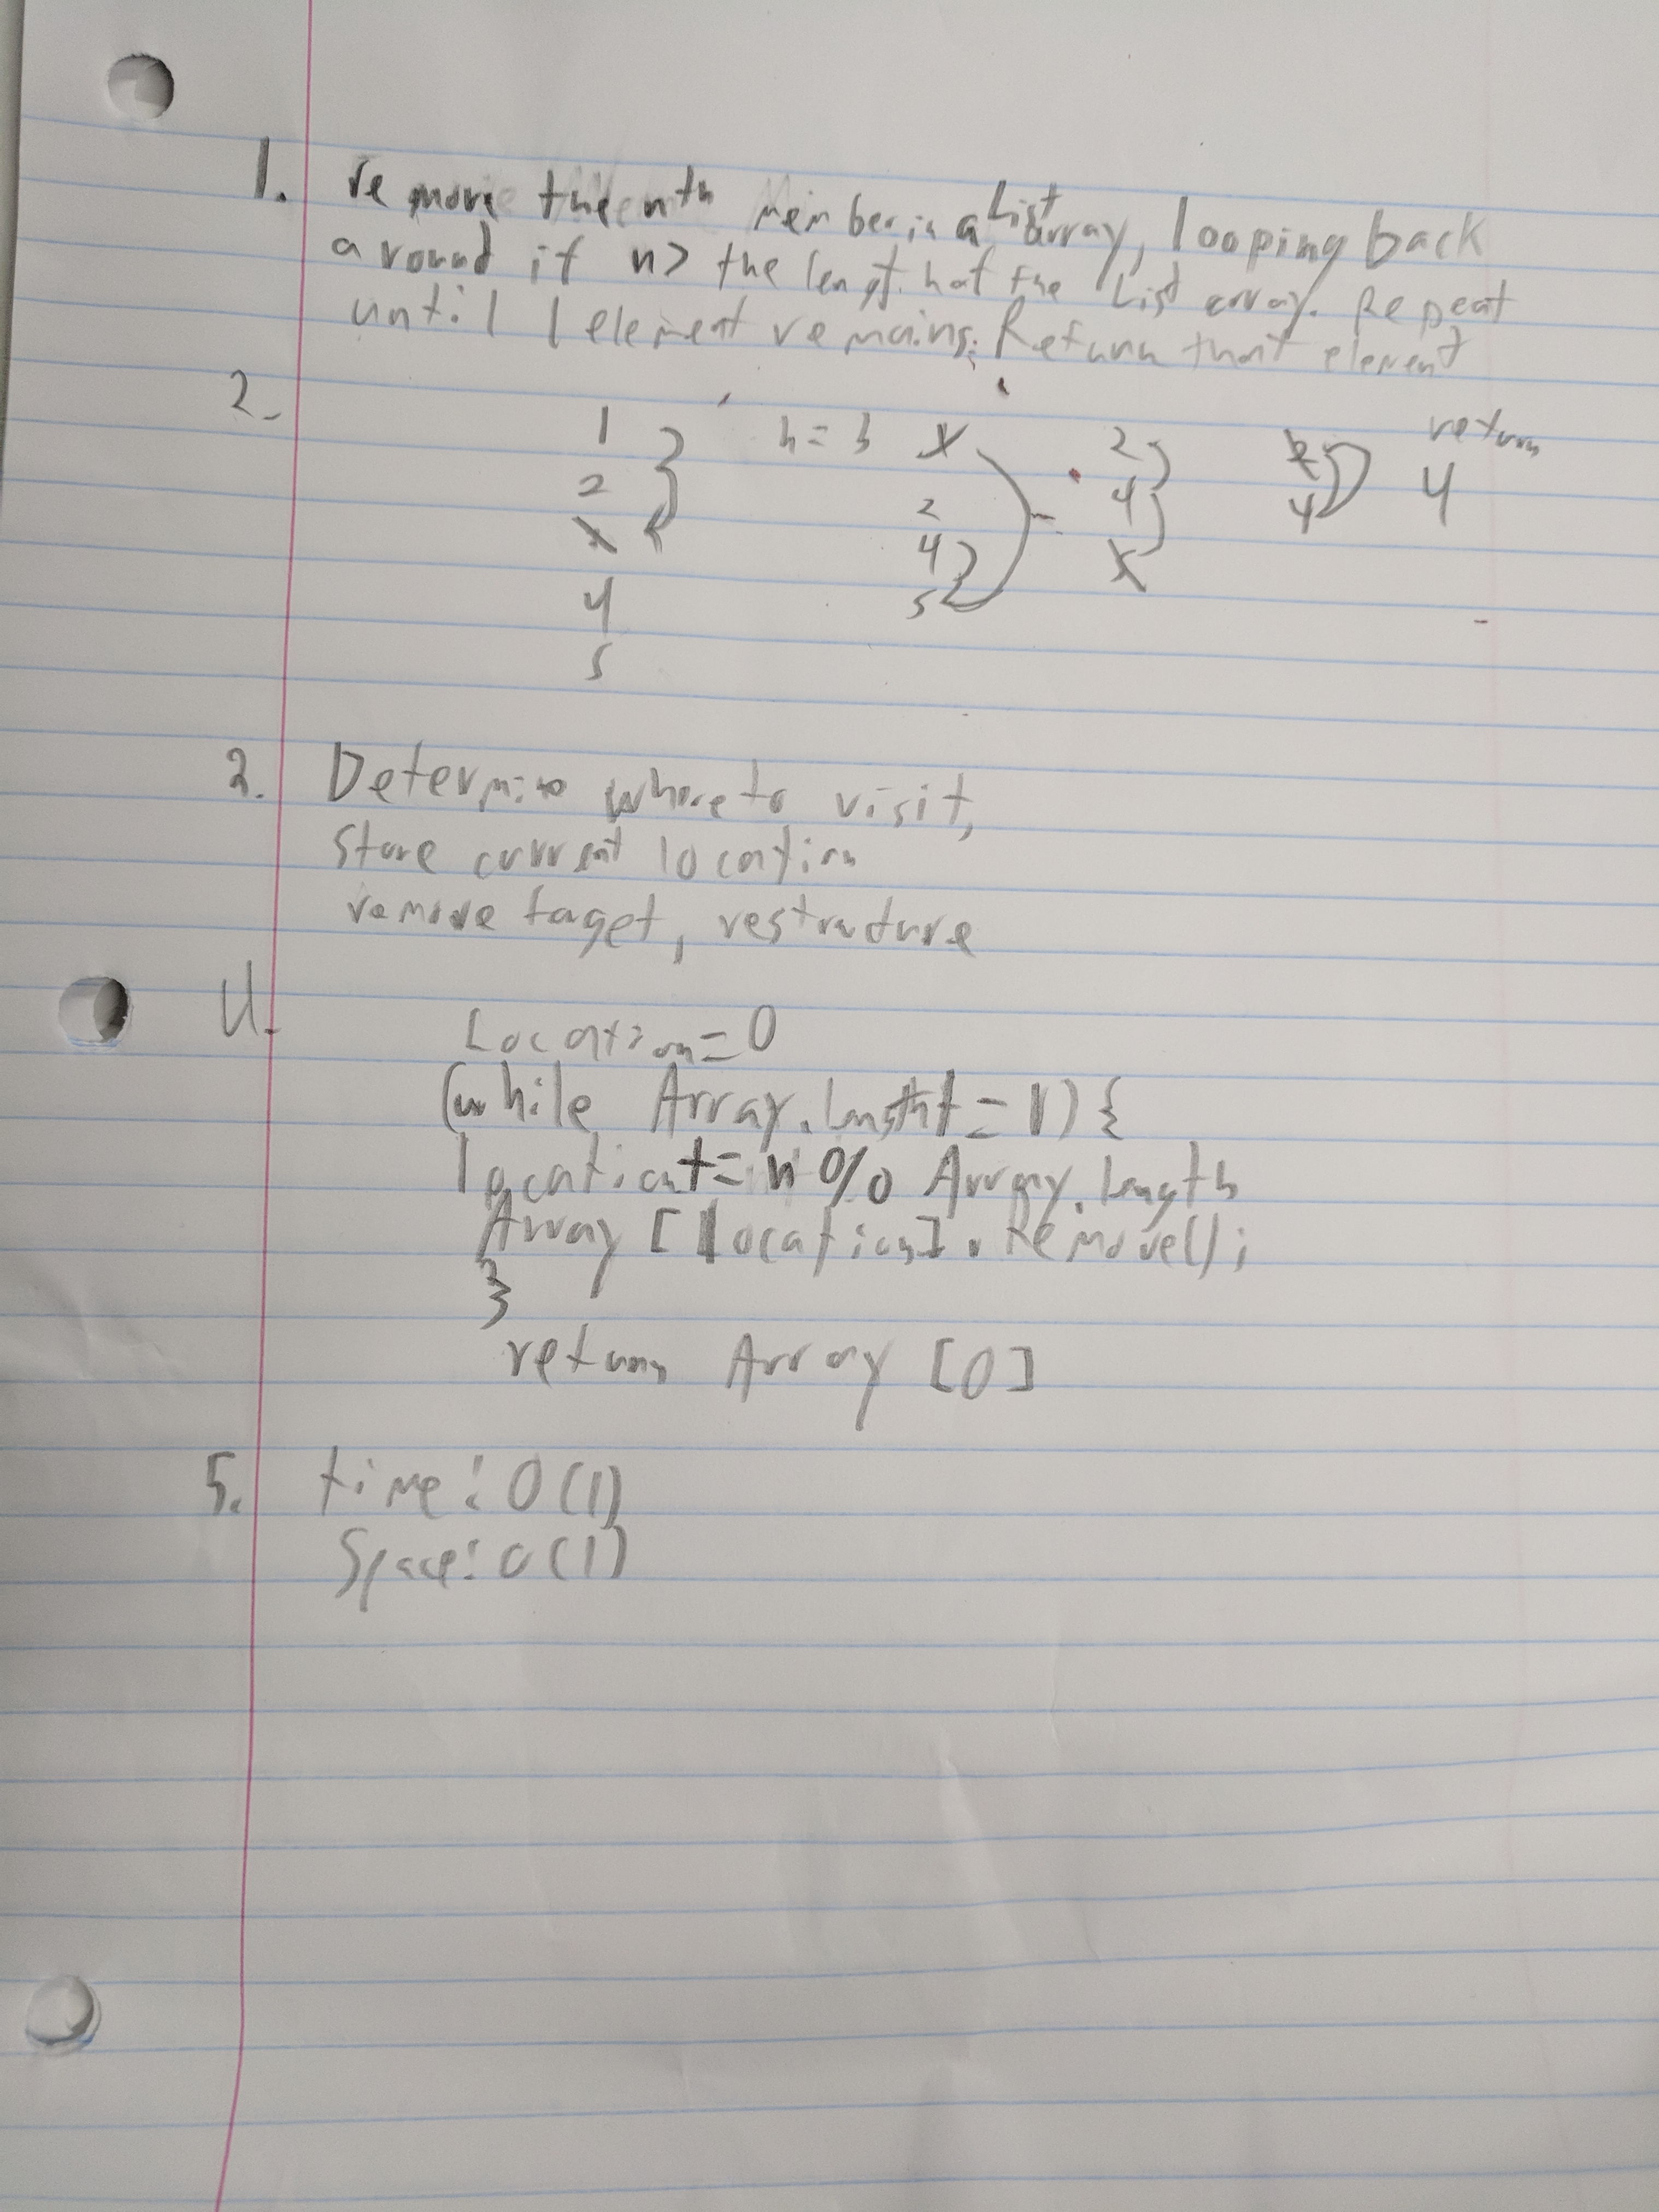 1. remove the nth member in a List array, looping back
around if n> the length of the List array. Repeat
until 1 element remains. Return that element
2. 1 n = 3 X 2 2 return
2 2 4 4 4
X 4 X
4 5
5
3. Determine where to visit,
store current location
remove target, restructure
4. Location=0
(while Array.length != 1) {
location += n % Array.length
Array [location].Remove();
}
return Array [0]
5. time: O(1)
Space: O(1)